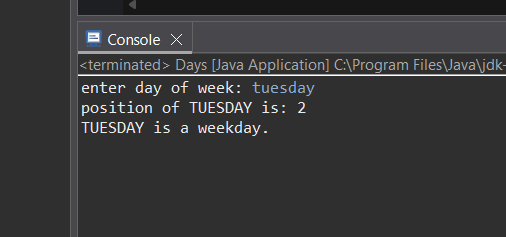 Console
<terminated> Days [Java Application] C:\Program Files\Java\jdk-
enter day of week: tuesday
position of TUESDAY is: 2
TUESDAY is a weekday.